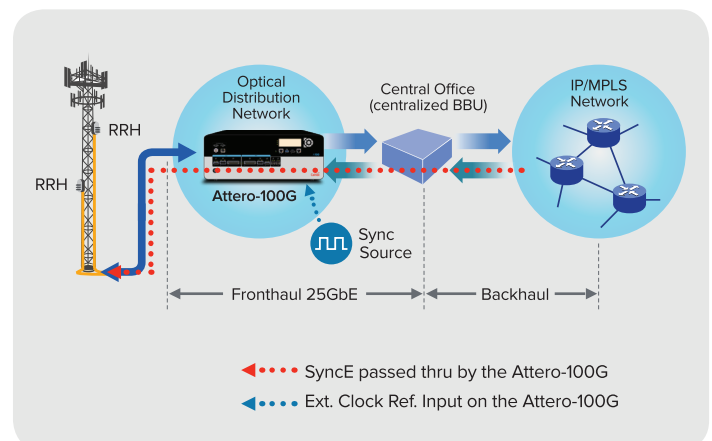 Optical
Distribution
Network
Central Office
(centralized BBU)
IP/MPLS
Network
RRH
RRH
Attero-100G
Sync
Source
Fronthaul 25GbE
Backhaul
SyncE passed thru by the Attero-100G
Ext. Clock Ref. Input on the Attero-100G